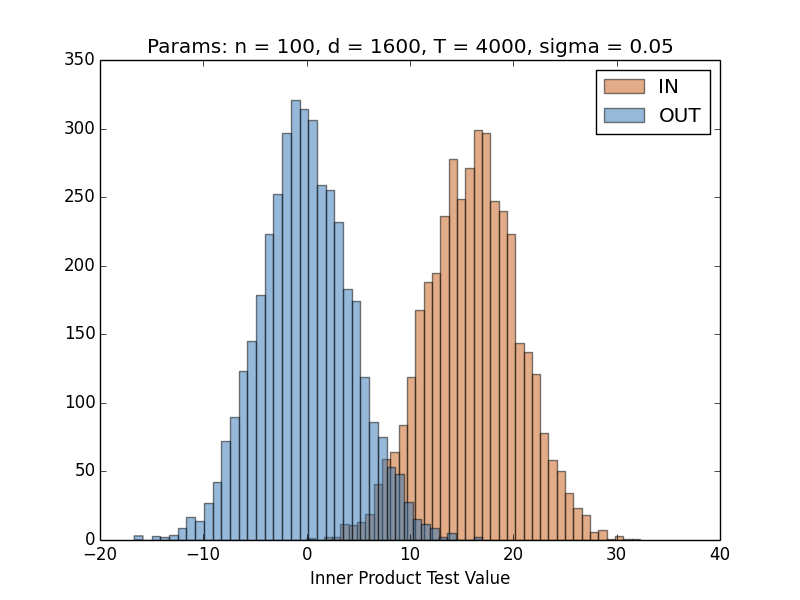 Params: n = 100, d = 1600, T = 4000, sigma = 0.05
350
300
250
200
150
100
50
0
IN
OUT
−20 −10 0 10 20 30 40
Inner Product Test Value